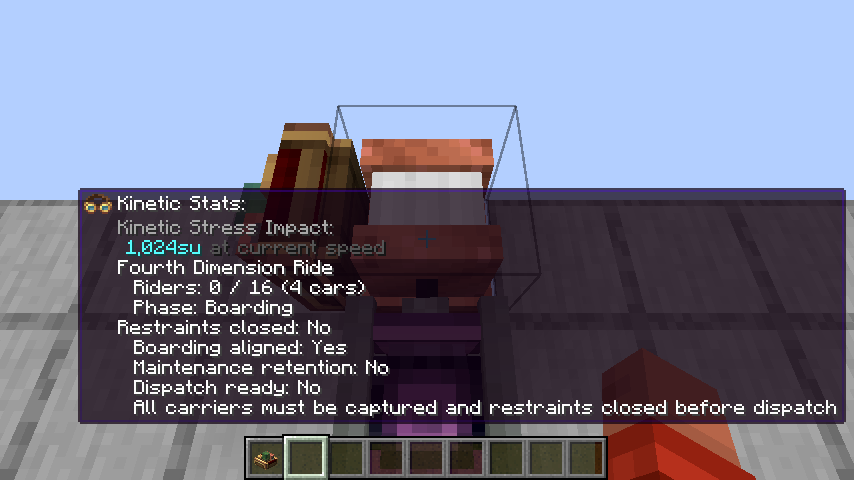 Kinetic Stats:
Kinetic Stress Impact:
1,024su at current speed
Fourth Dimension Ride
Riders: 0 / 16 (4 cars)
Phase: Boarding
Restraints closed: No
Boarding aligned: Yes
Maintenance retention: No
Dispatch ready: No
All carriers must be captured and restraints closed before dispatch